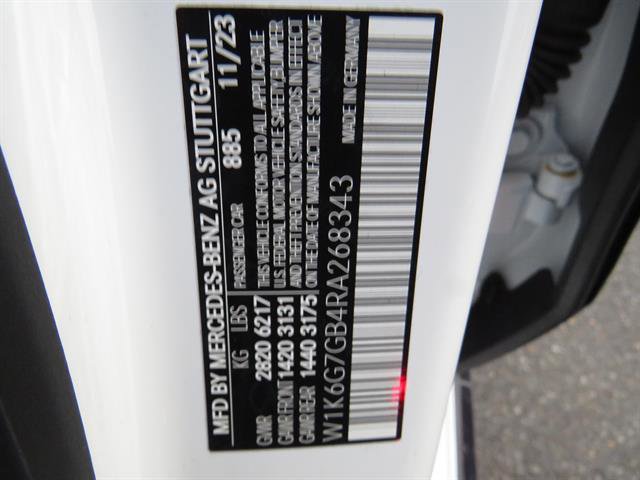 MFD BY MERCEDES-BENZ AG STUTTGART
PASSENGER CAR 885 11/23
KG LBS
GVWR 2820 6217
GAWR FRONT 1420 3131
GAWR REAR 1440 3175
THIS VEHICLE CONFORMS TO ALL APPLICABLE
U.S. FEDERAL MOTOR VEHICLE SAFETY, BUMPER
AND THEFT PREVENTION STANDARDS IN EFFECT
ON THE DATE OF MANUFACTURE SHOWN ABOVE
MADE IN GERMANY
W1K6G7GB4RA268343